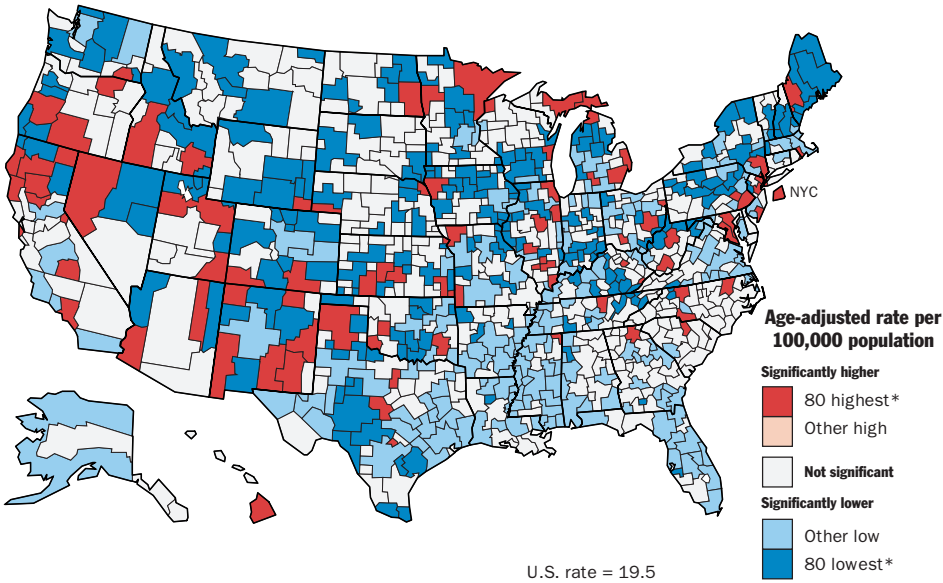 NYC
Age-adjusted rate per
100,000 population
Significantly higher
80 highest*
Other high
Not significant
Significantly lower
Other low
80 lowest*
U.S. rate = 19.5